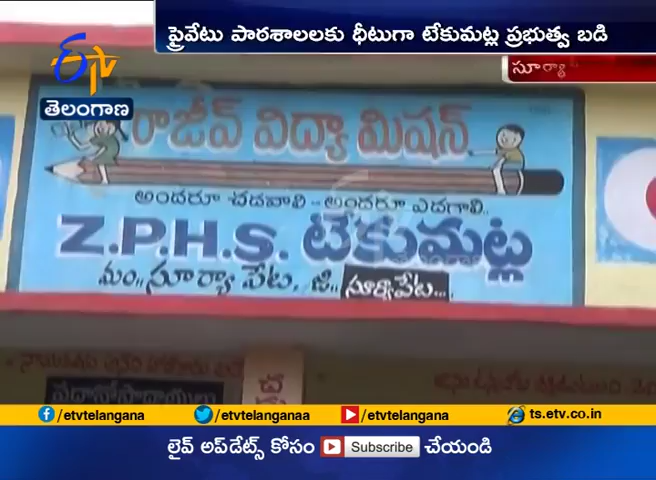 ప్రైవేటు పాఠశాలలకు ధీటుగా టేకుమట్ల ప్రభుత్వ బడి
సూర్యా
etv
తెలంగాణ
రాజీవ్ విద్యా మిషన్
అందరూ చదవాలి - అందరూ ఎదగాలి..
Z.P.H.S. టేకుమట్ల
మం,, సూర్యా పేట, జి,, సూర్యాపేట...
ప్రధానోపాధ్యాయులు
/etvtelangana /etvtelanganaa /etvtelangana ts.etv.co.in
లైవ్ అప్‌డేట్స్ కోసం Subscribe చేయండి